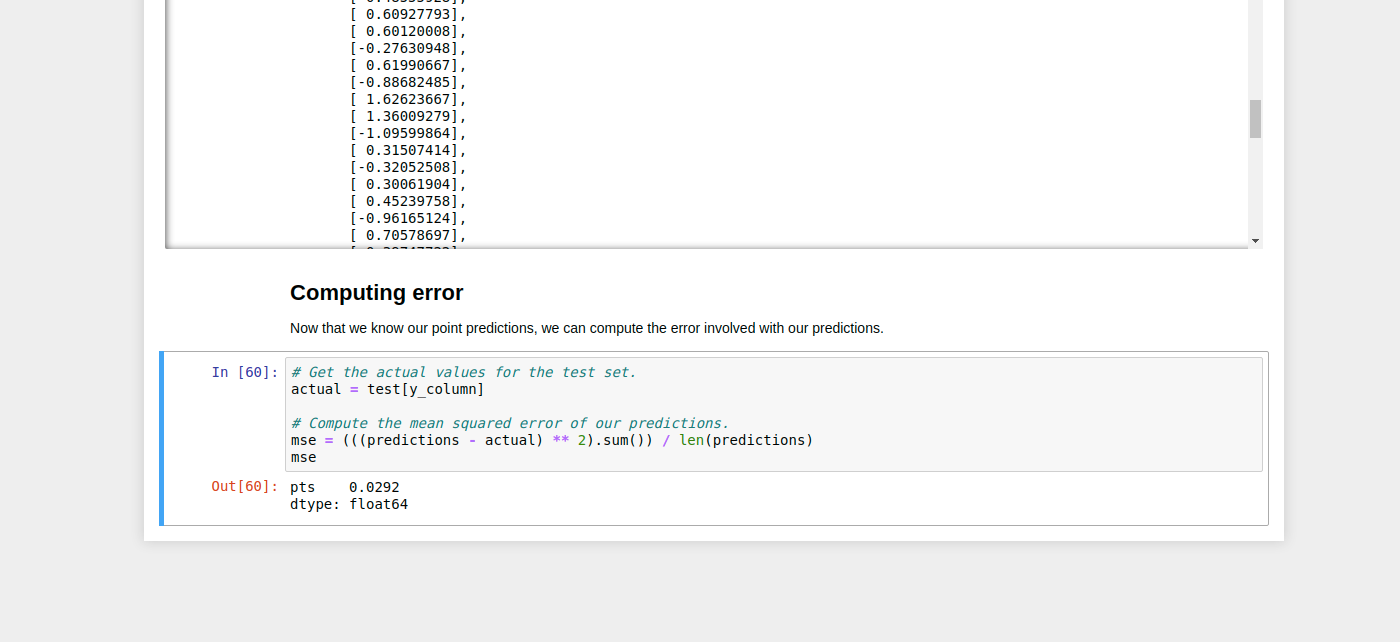 [ 0.60927793],
[ 0.60120008],
[-0.27630948],
[ 0.61990667],
[-0.88682485],
[ 1.62623667],
[ 1.36009279],
[-1.09599864],
[ 0.31507414],
[-0.32052508],
[ 0.30061904],
[ 0.45239758],
[-0.96165124],
[ 0.70578697],
Computing error
Now that we know our point predictions, we can compute the error involved with our predictions.
In [60]:
# Get the actual values for the test set.
actual = test[y_column]
# Compute the mean squared error of our predictions.
mse = (((predictions - actual) ** 2).sum()) / len(predictions)
mse
Out[60]:
pts    0.0292
dtype: float64